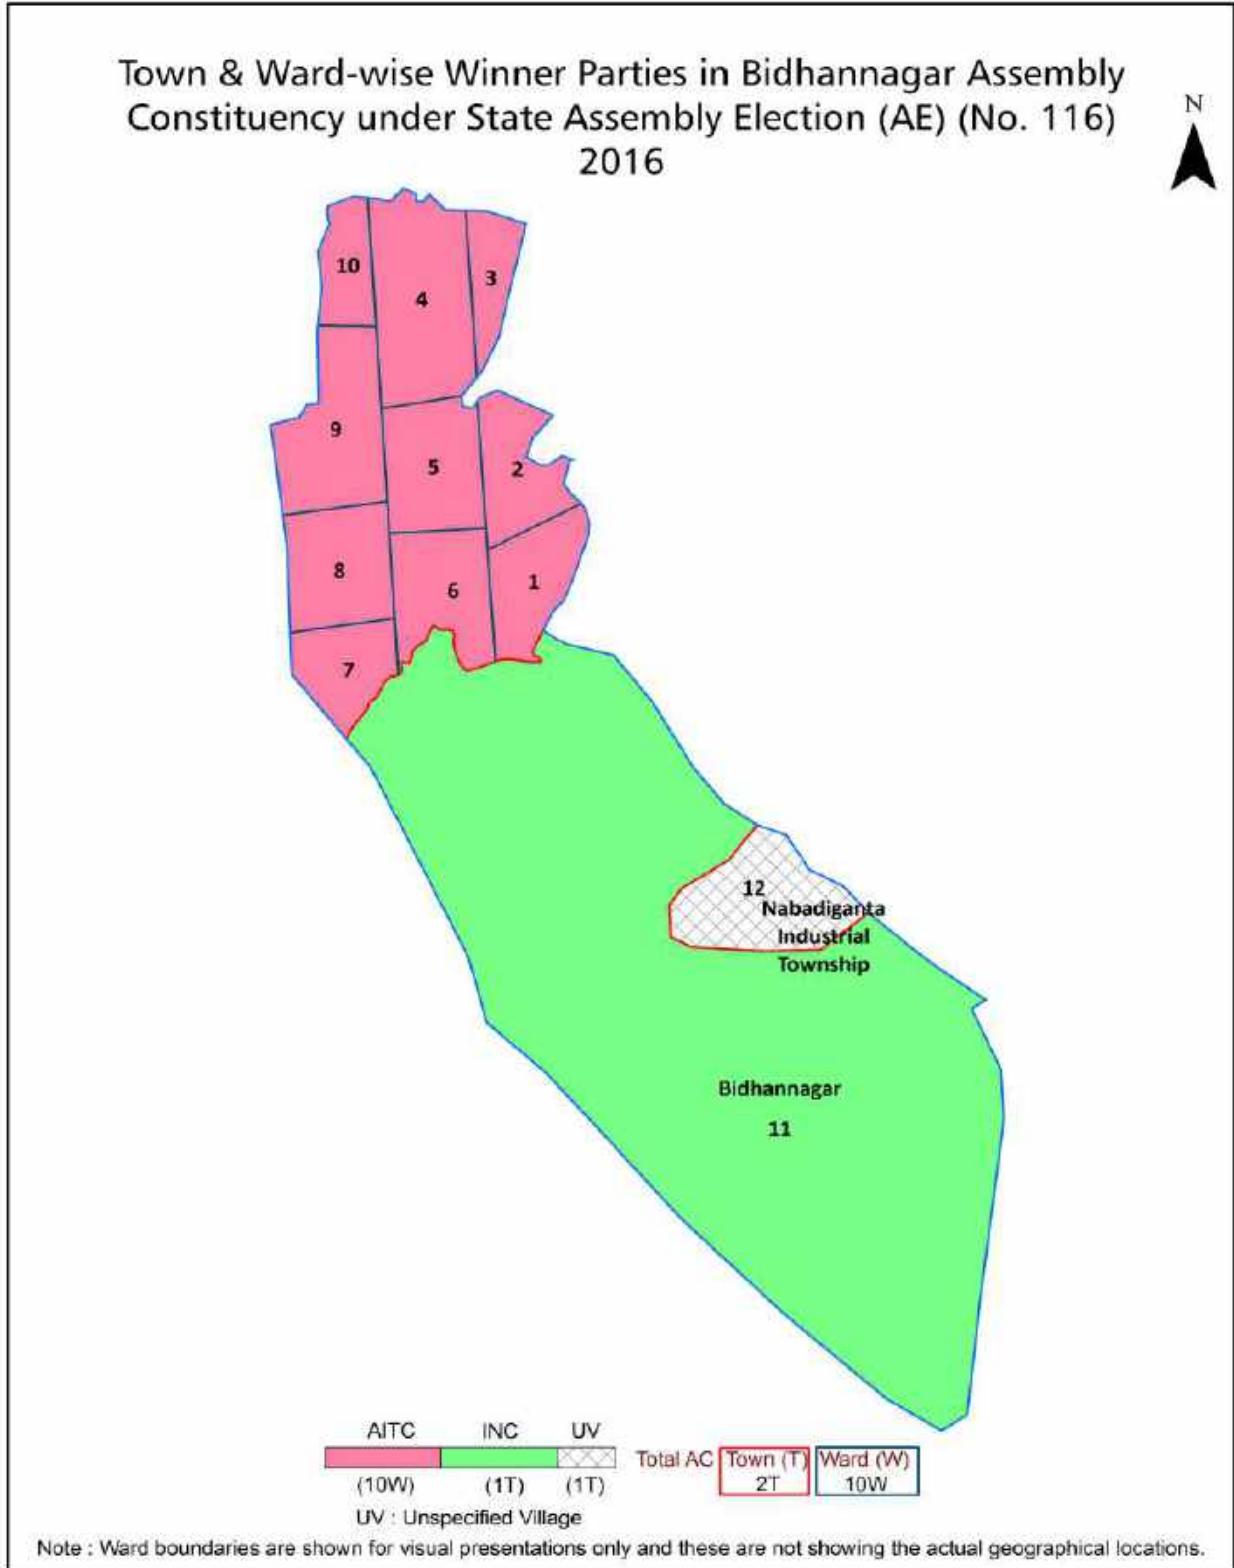 Town & Ward-wise Winner Parties in Bidhannagar Assembly
Constituency under State Assembly Election (AE) (No. 116)
2016
N
10
4
3
9
5
2
8
6
1
7
12
Nabadiganta
Industrial
Township
Bidhannagar
11
AITC INC UV
(10W) (1T) (1T)
Total AC Town (T) Ward (W)
2T 10W
UV : Unspecified Village
Note : Ward boundaries are shown for visual presentations only and these are not showing the actual geographical locations.